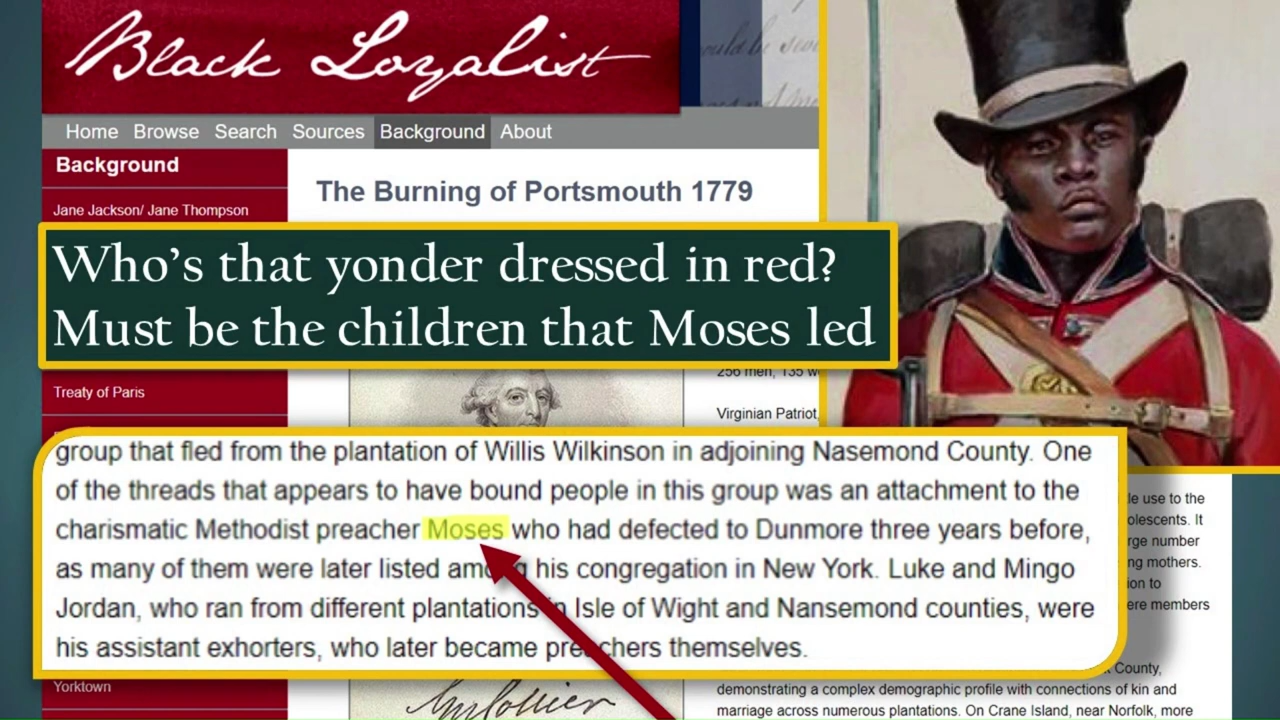 Black Loyalist
Home Browse Search Sources Background About
Background
The Burning of Portsmouth 1779
Jane Jackson/ Jane Thompson
Who's that yonder dressed in red?
Must be the children that Moses led
256 men, 135
Treaty of Paris
Virginian Patriot
group that fled from the plantation of Willis Wilkinson in adjoining Nasemond County. One
of the threads that appears to have bound people in this group was an attachment to the
charismatic Methodist preacher Moses who had defected to Dunmore three years before,
as many of them were later listed among his congregation in New York. Luke and Mingo
Jordan, who ran from different plantations in Isle of Wight and Nansemond counties, were
his assistant exhorters, who later became preachers themselves.
use to the
It
number
mothers.
to
members
County,
Yorktown
demonstrating a complex demographic profile with connections of kin and
marriage across numerous plantations. On Crane Island, near Norfolk, more